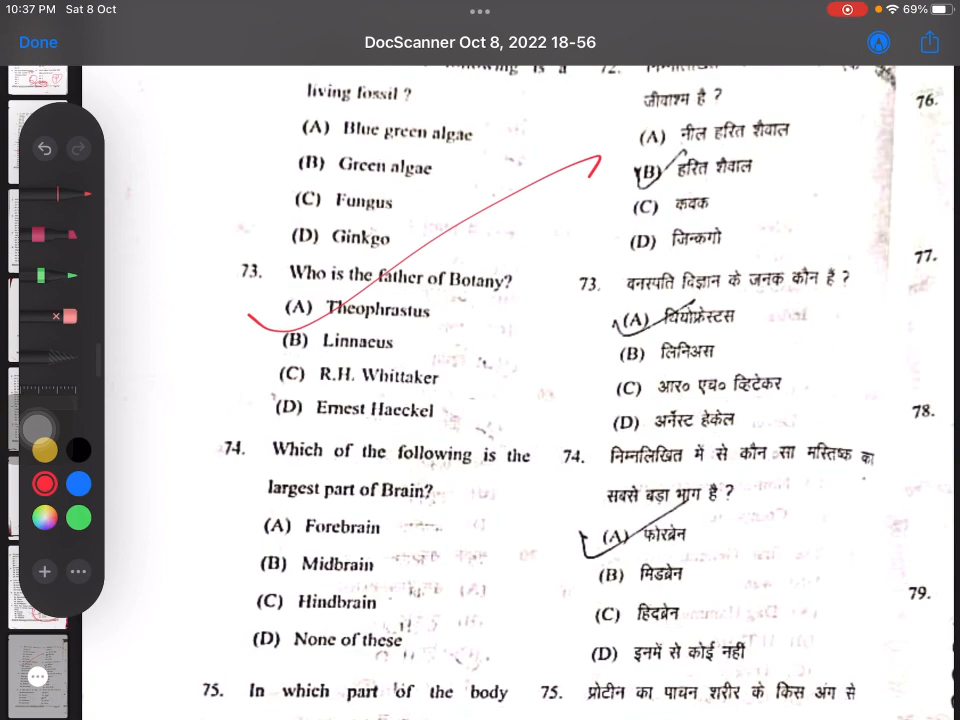 10:37 PM Sat 8 Oct
69%
Done
DocScanner Oct 8, 2022 18-56
is a
living fossil ?
(A) Blue green algae
(B) Green algae
(C) Fungus
(D) Ginkgo
73. Who is the father of Botany?
(A) Theophrastus
(B) Linnaeus
(C) R.H. Whittaker
(D) Ernest Haeckel
74. Which of the following is the
largest part of Brain?
(A) Forebrain
(B) Midbrain
(C) Hindbrain
(D) None of these
75. In which part of the body
72.
जीवाश्म है ?
(A) नील हरित शैवाल
(B) हरित शैवाल
(C) कवक
(D) जिन्कगो
73. वनस्पति विज्ञान के जनक कौन हैं ?
(A) थियोफ्रेस्टस
(B) लिनिअस
(C) आर० एच० व्हिटेकर
(D) अर्नेस्ट हेकेल
74. निम्नलिखित में से कौन सा मस्तिष्क का
सबसे बड़ा भाग है ?
(A) फोरब्रेन
(B) मिडब्रेन
(C) हिंदब्रेन
(D) इनमें से कोई नहीं
75. प्रोटीन का पाचन शरीर के किस अंग से
76.
77.
78.
79.